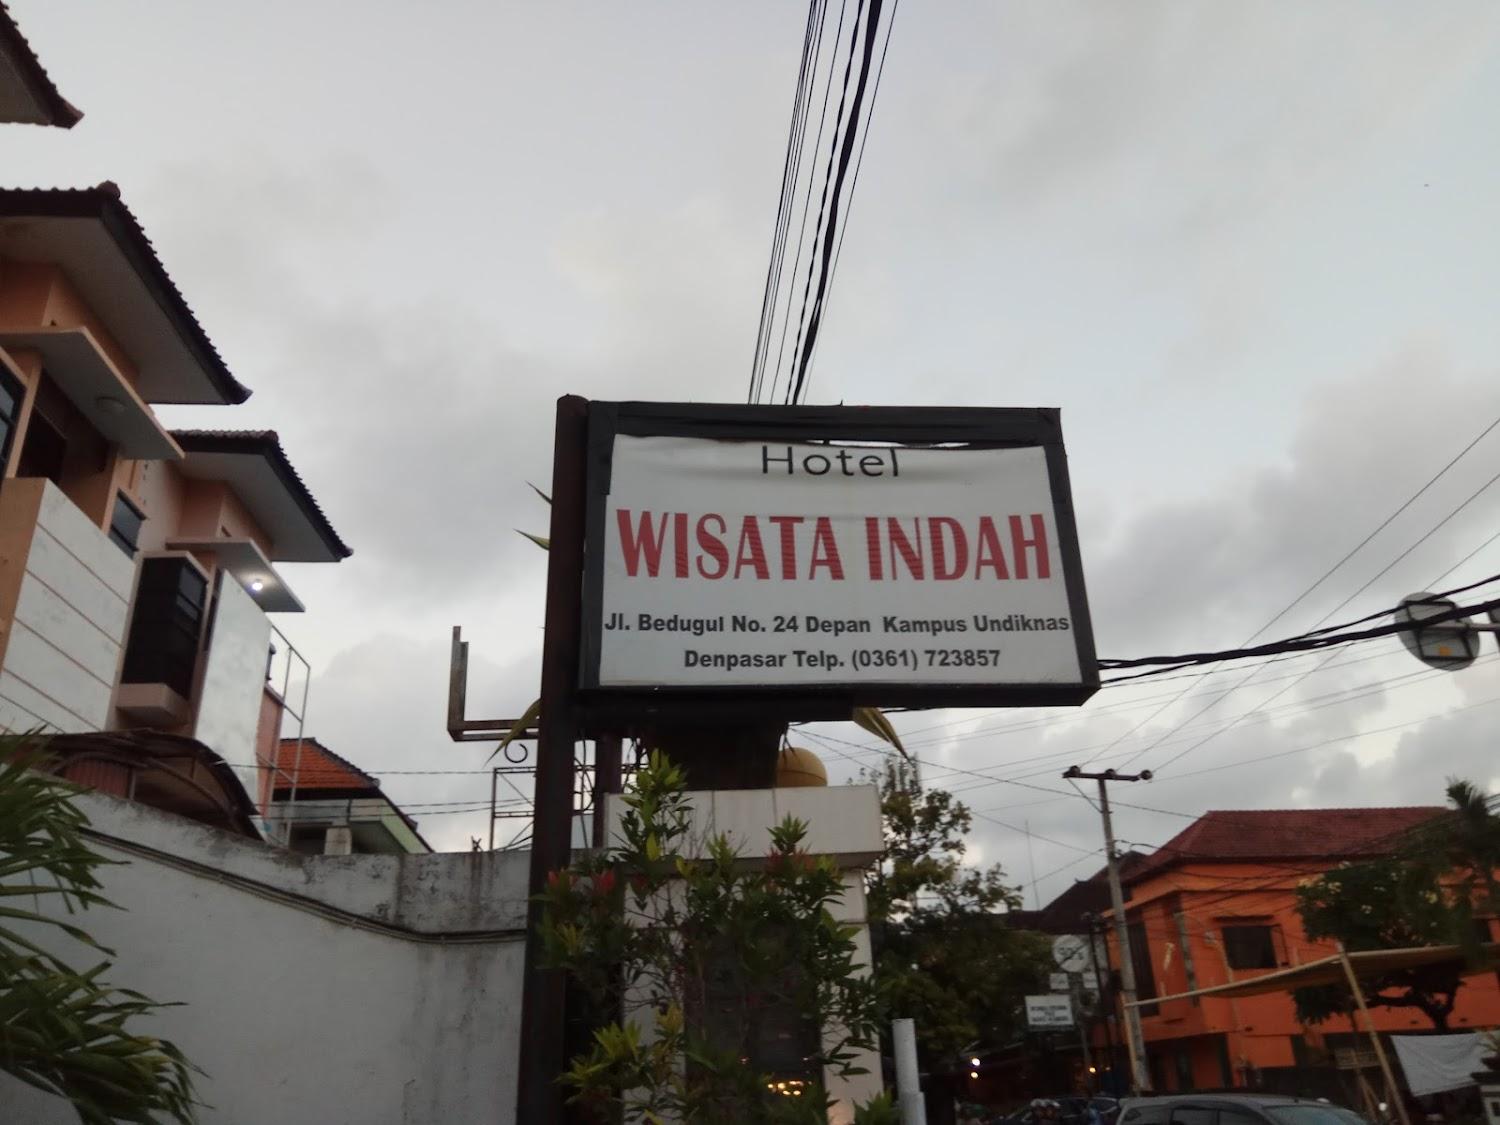 Hotel
WISATA INDAH
Jl. Bedugul No. 24 Depan Kampus Undiknas
Denpasar Telp. (0361) 723857